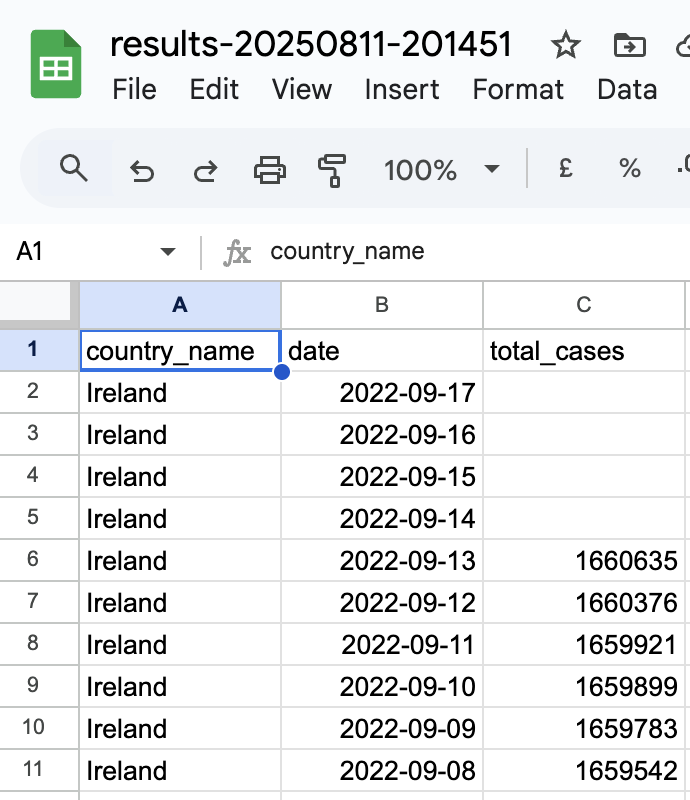 results-20250811-201451
File Edit View Insert Format Data
100% £ % .0
A1 fx country_name
A B C
1 country_name date total_cases
2 Ireland 2022-09-17
3 Ireland 2022-09-16
4 Ireland 2022-09-15
5 Ireland 2022-09-14
6 Ireland 2022-09-13 1660635
7 Ireland 2022-09-12 1660376
8 Ireland 2022-09-11 1659921
9 Ireland 2022-09-10 1659899
10 Ireland 2022-09-09 1659783
11 Ireland 2022-09-08 1659542